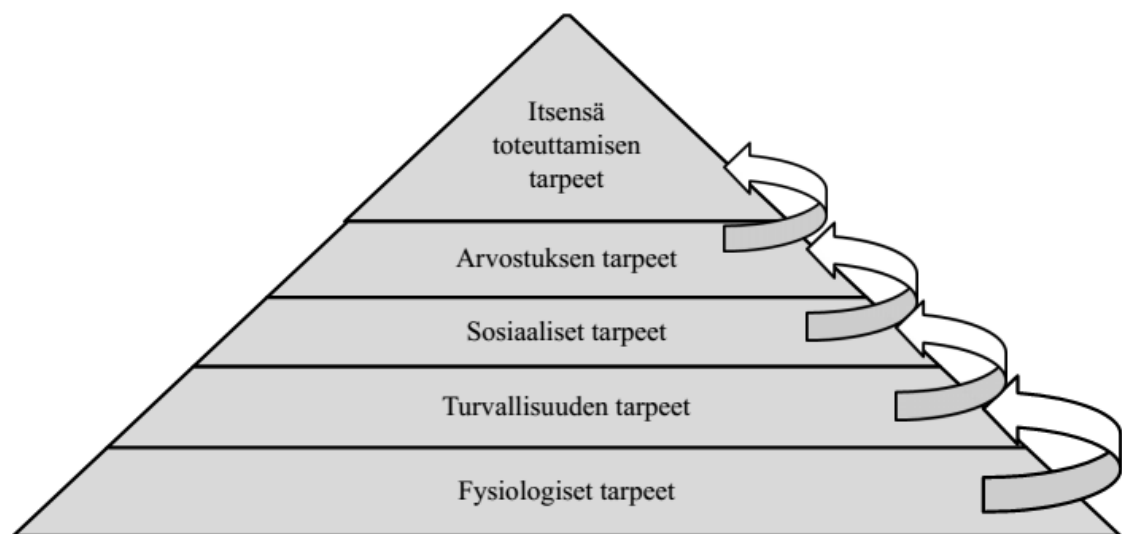 Itsensä
toteuttamisen
tarpeet
Arvostuksen tarpeet
Sosiaaliset tarpeet
Turvallisuuden tarpeet
Fysiologiset tarpeet